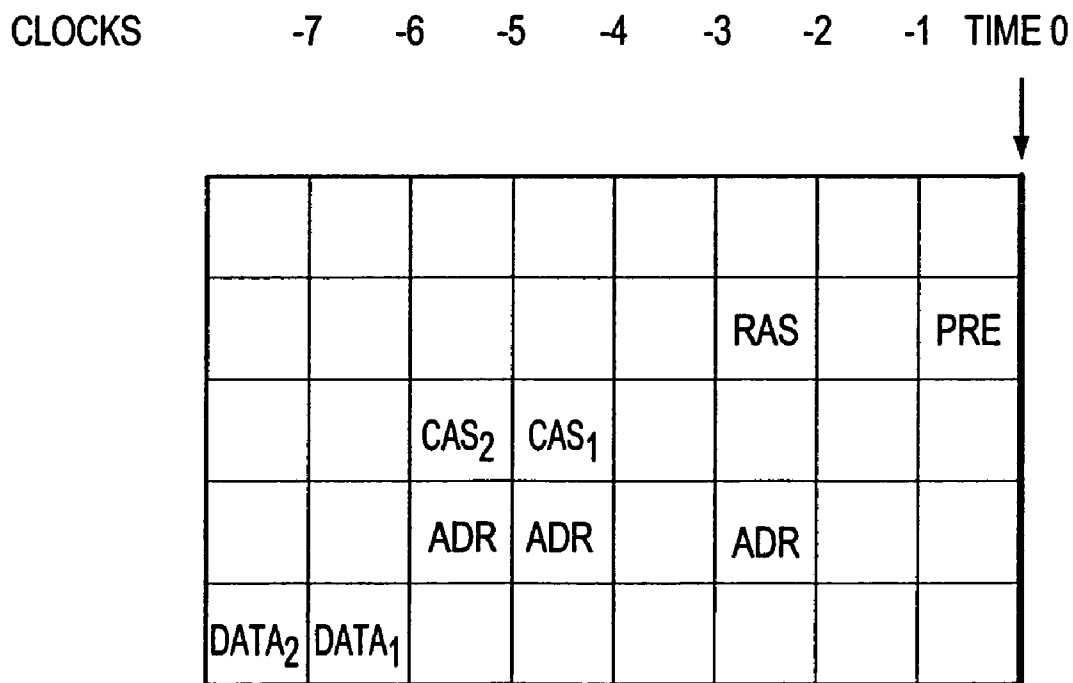 CLOCKS -7 -6 -5 -4 -3 -2 -1 TIME 0
RAS PRE
CAS2 CAS1
ADR ADR ADR
DATA2 DATA1